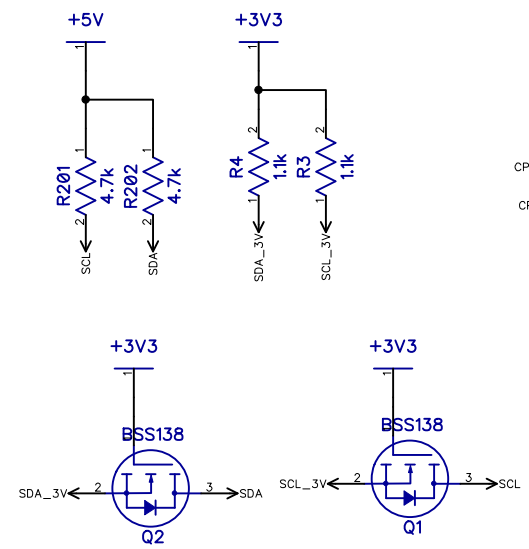 +5V
+3V3
1
1
CP
1
R201
4.7k
2
SCL
1
R202
4.7k
2
SDA
2
R4
1.1k
1
SDA_3V
2
R3
1.1k
1
SCL_3V
CP
+3V3
1
BSS138
SDA_3V
2
3
SDA
Q2
+3V3
1
BSS138
SCL_3V
2
3
SCL
Q1